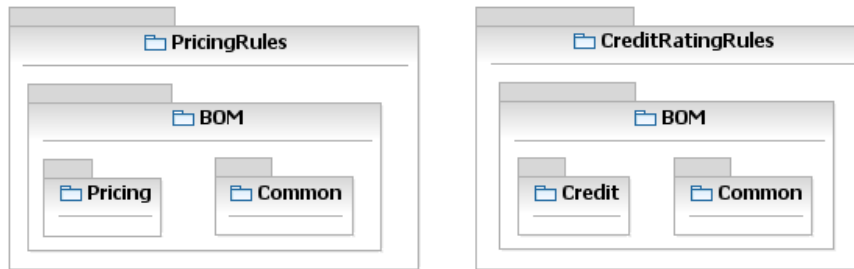 PricingRules
BOM
Pricing
Common
CreditRatingRules
BOM
Credit
Common